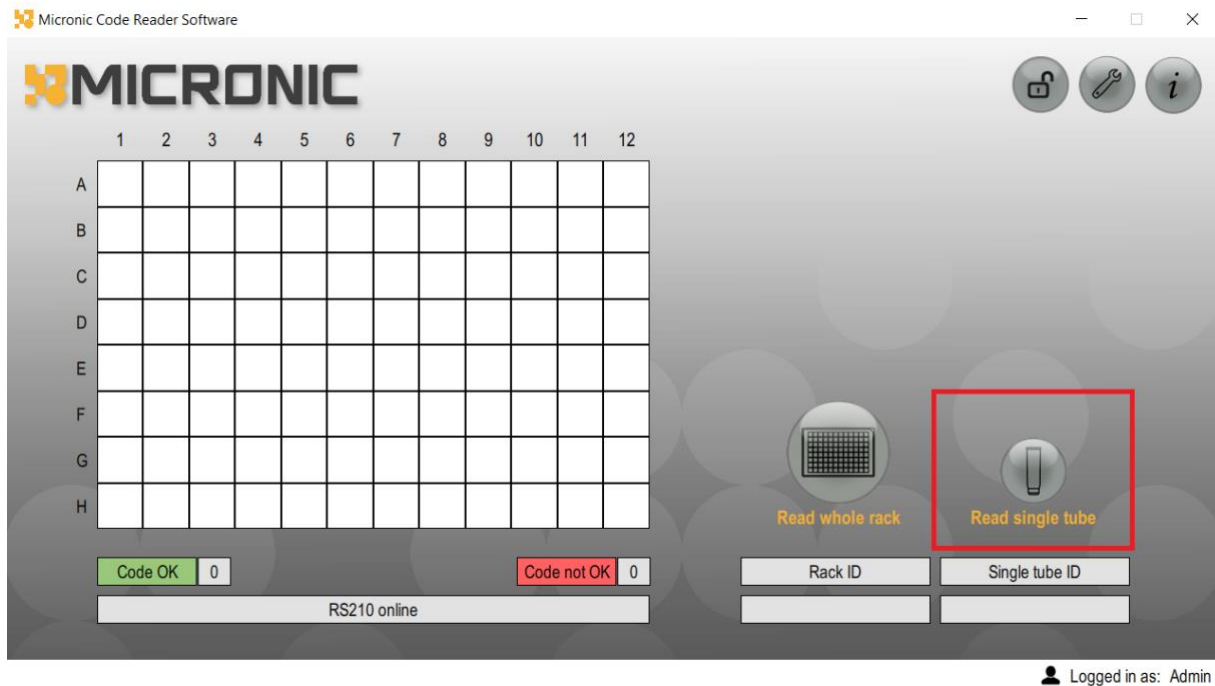 Micronic Code Reader Software
MICRONIC
i
1 2 3 4 5 6 7 8 9 10 11 12
A
B
C
D
E
F
G
H
Read whole rack
Read single tube
Code OK 0
Code not OK 0
Rack ID
Single tube ID
RS210 online
Logged in as: Admin